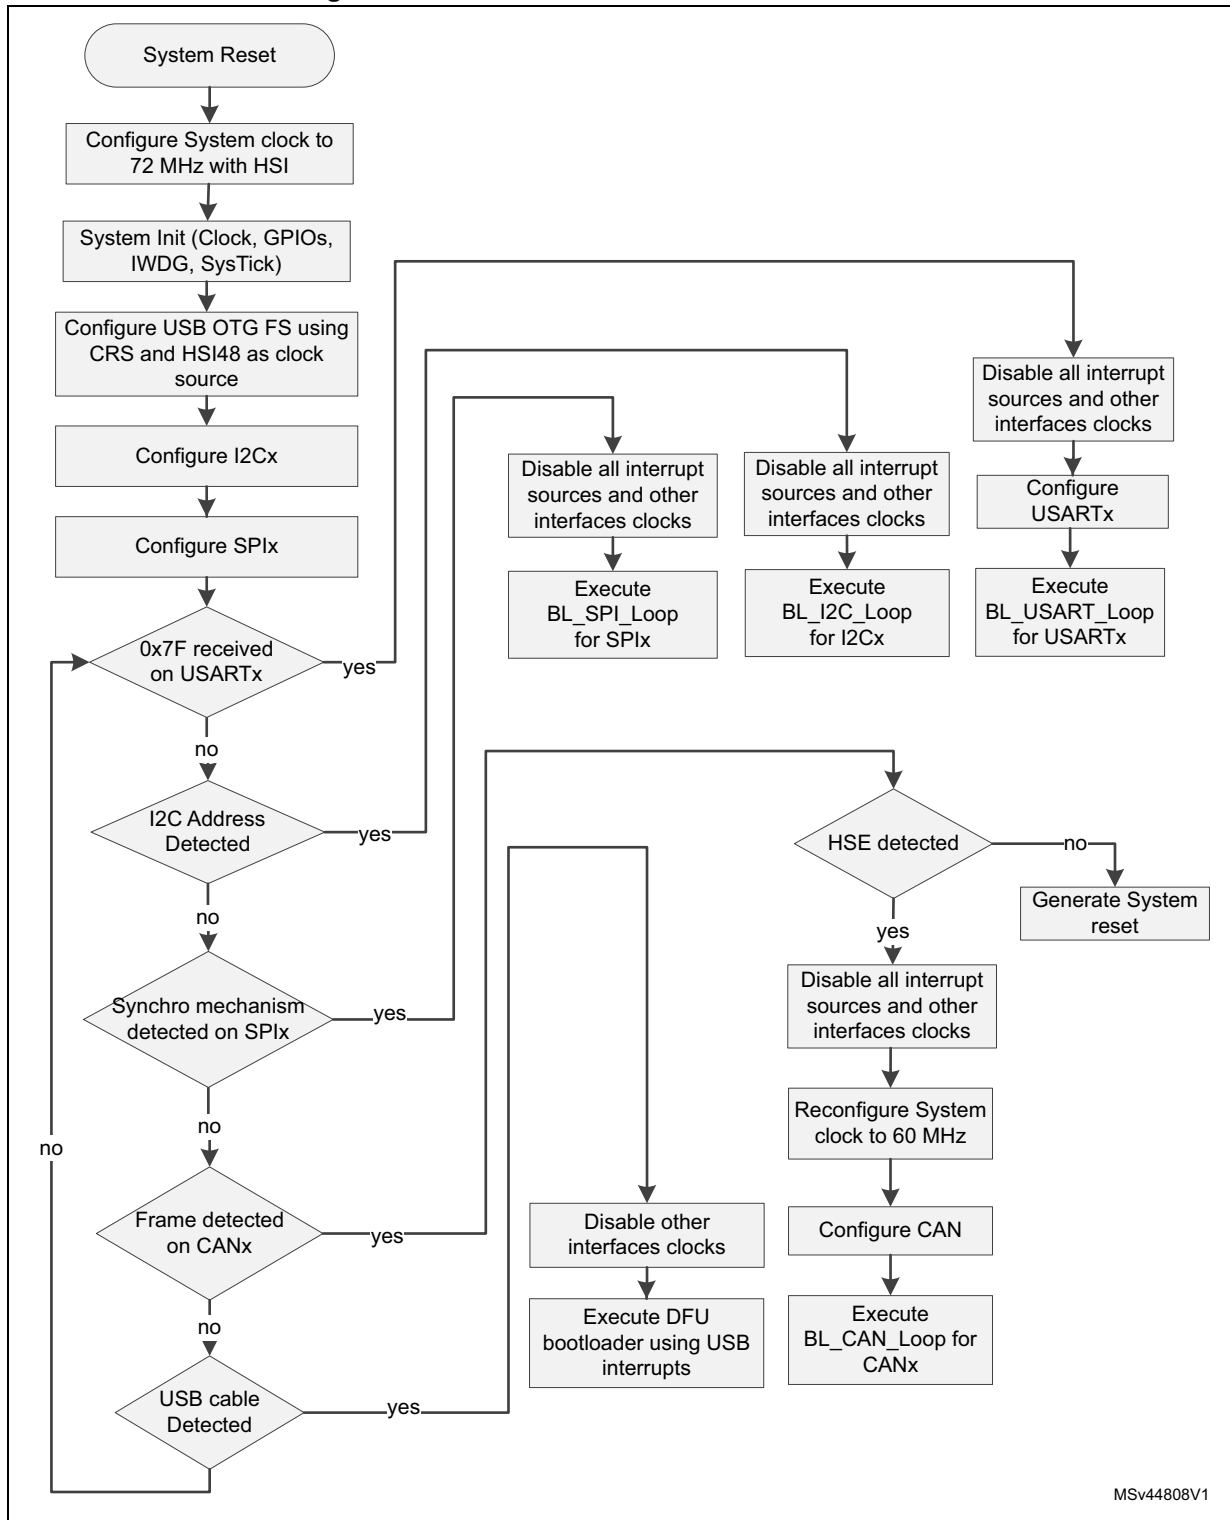 System Reset
Configure System clock to
72 MHz with HSI
System Init (Clock, GPIOs,
IWDG, SysTick)
Configure USB OTG FS using
CRS and HSI48 as clock
source
Configure I2Cx
Configure SPIx
0x7F received
on USARTx
yes
no
I2C Address
Detected
yes
no
Synchro mechanism
detected on SPIx
yes
no
Frame detected
on CANx
yes
no
USB cable
Detected
yes
no
Disable all interrupt
sources and other
interfaces clocks
Execute
BL_SPI_Loop
for SPIx
Disable all interrupt
sources and other
interfaces clocks
Execute
BL_I2C_Loop
for I2Cx
Disable all interrupt
sources and other
interfaces clocks
Configure
USARTx
Execute
BL_USART_Loop
for USARTx
HSE detected
no
Generate System
reset
yes
Disable all interrupt
sources and other
interfaces clocks
Reconfigure System
clock to 60 MHz
Configure CAN
Execute
BL_CAN_Loop for
CANx
Disable other
interfaces clocks
Execute DFU
bootloader using USB
interrupts
MSv44808V1